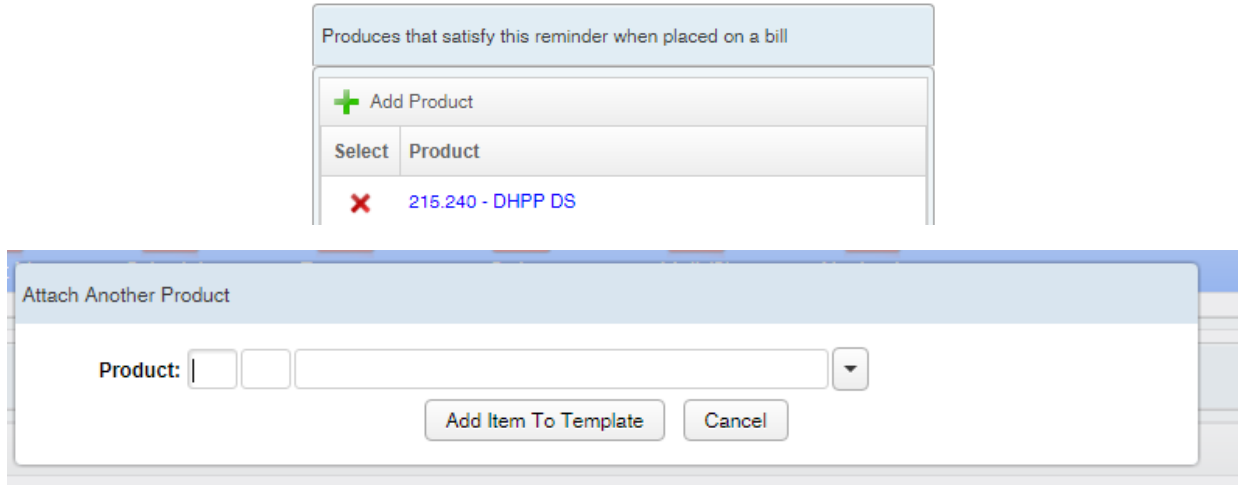 Produces that satisfy this reminder when placed on a bill
Add Product
Select Product
215.240 - DHPP DS
Attach Another Product
Product:
Add Item To Template Cancel